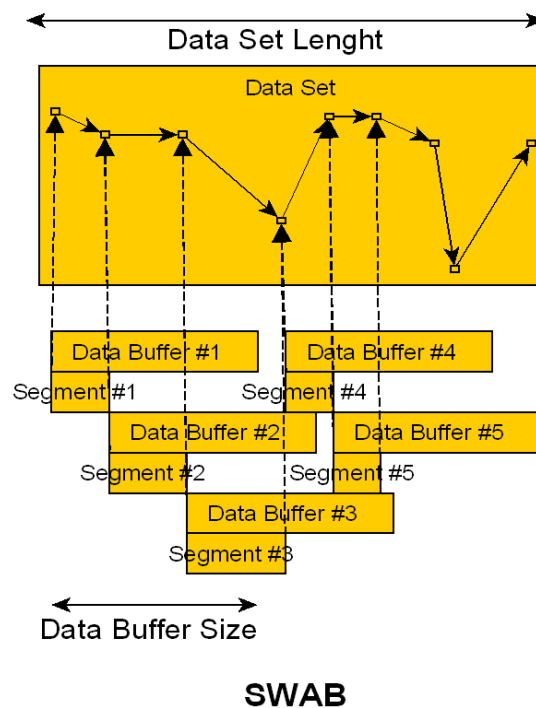 Data Set Lenght
Data Set
Data Buffer #1
Data Buffer #4
Segment #1
Segment #4
Data Buffer #2
Data Buffer #5
Segment #2
Segment #5
Data Buffer #3
Segment #3
Data Buffer Size
SWAB